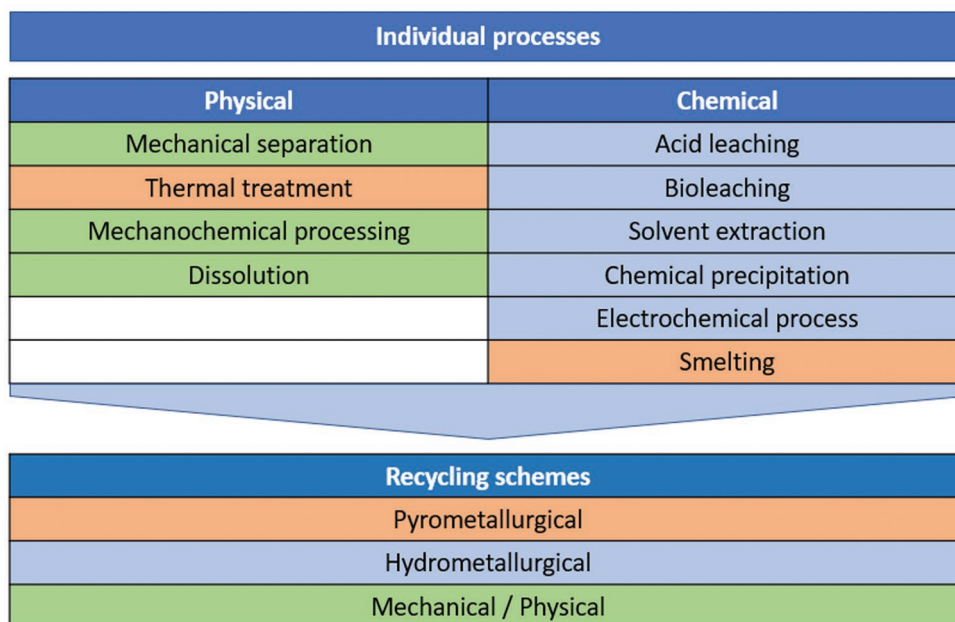 Individual processes
Physical Chemical
Mechanical separation Acid leaching
Thermal treatment Bioleaching
Mechanochemical processing Solvent extraction
Dissolution Chemical precipitation
Electrochemical process
Smelting
Recycling schemes
Pyrometallurgical
Hydrometallurgical
Mechanical / Physical